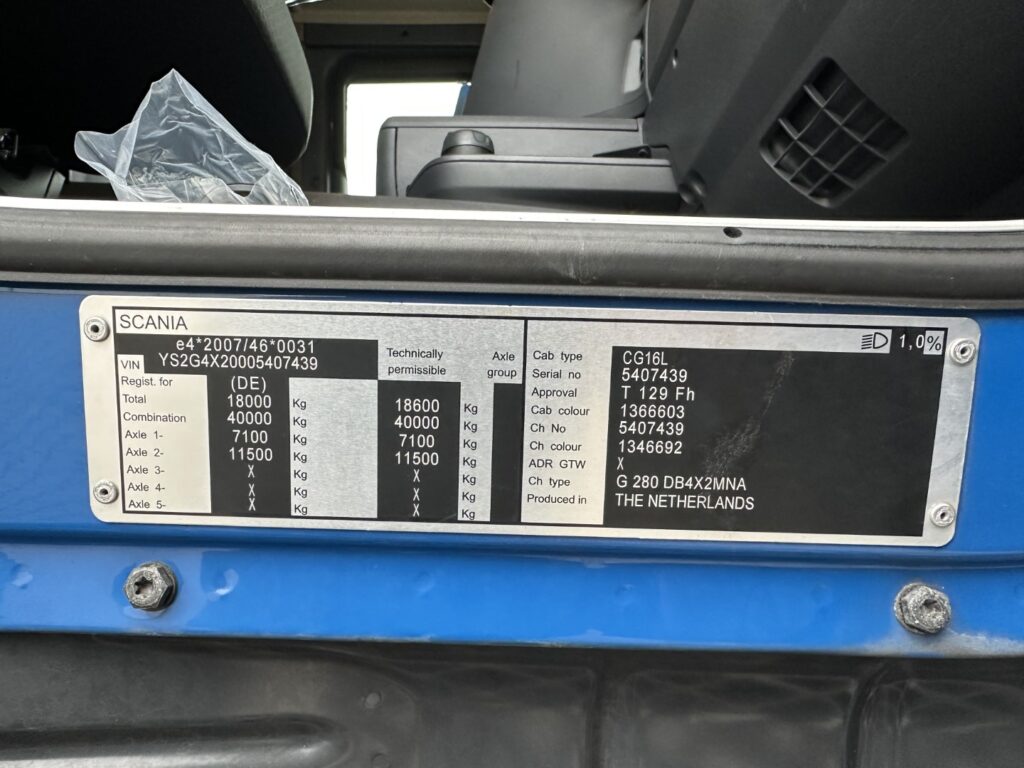 SCANIA
e4*2007/46*0031
VIN YS2G4X20005407439
Technically permissible
Axle group
Regist. for (DE)
Total 18000 Kg 18600 Kg
Combination 40000 Kg 40000 Kg
Axle 1- 7100 Kg 7100 Kg
Axle 2- 11500 Kg 11500 Kg
Axle 3- X Kg X Kg
Axle 4- X Kg X Kg
Axle 5- X Kg X Kg
1,0%
Cab type CG16L
Serial no 5407439
Approval T 129 Fh
Cab colour 1366603
Ch No 5407439
Ch colour 1346692
ADR GTW X
Ch type G 280 DB4X2MNA
Produced in THE NETHERLANDS